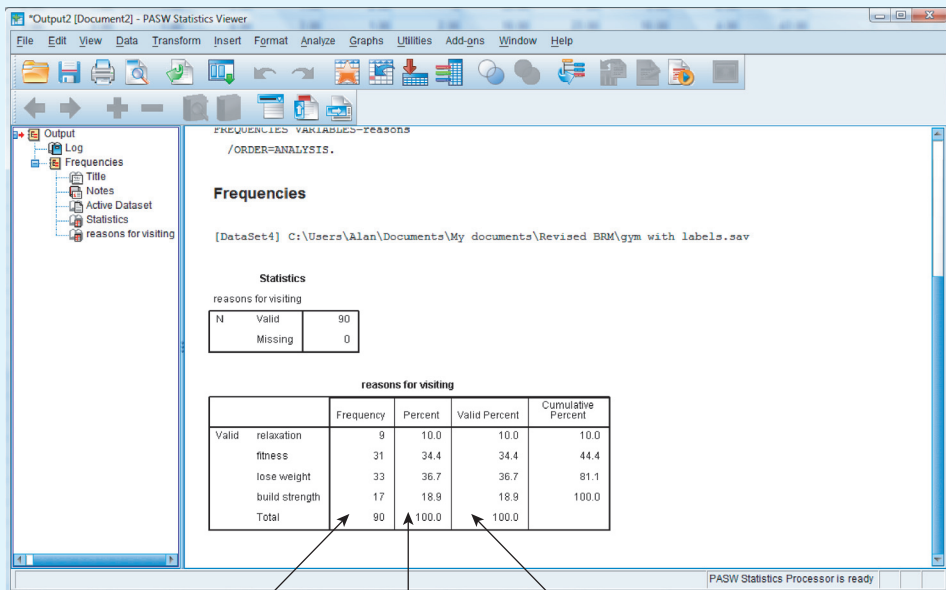 *Output2 [Document2] - PASW Statistics Viewer
File Edit View Data Transform Insert Format Analyze Graphs Utilities Add-ons Window Help
Output
Log
Frequencies
Title
Notes
Active Dataset
Statistics
reasons for visiting
FREQUENCIES VARIABLES=reasons
/ORDER=ANALYSIS.
Frequencies
[DataSet4] C:\Users\Alan\Documents\My documents\Revised BRM\gym with labels.sav
Statistics
reasons for visiting
N Valid 90
Missing 0
reasons for visiting
Frequency Percent Valid Percent Cumulative Percent
Valid relaxation 9 10.0 10.0 10.0
fitness 31 34.4 34.4 44.4
lose weight 33 36.7 36.7 81.1
build strength 17 18.9 18.9 100.0
Total 90 100.0 100.0
PASW Statistics Processor is ready